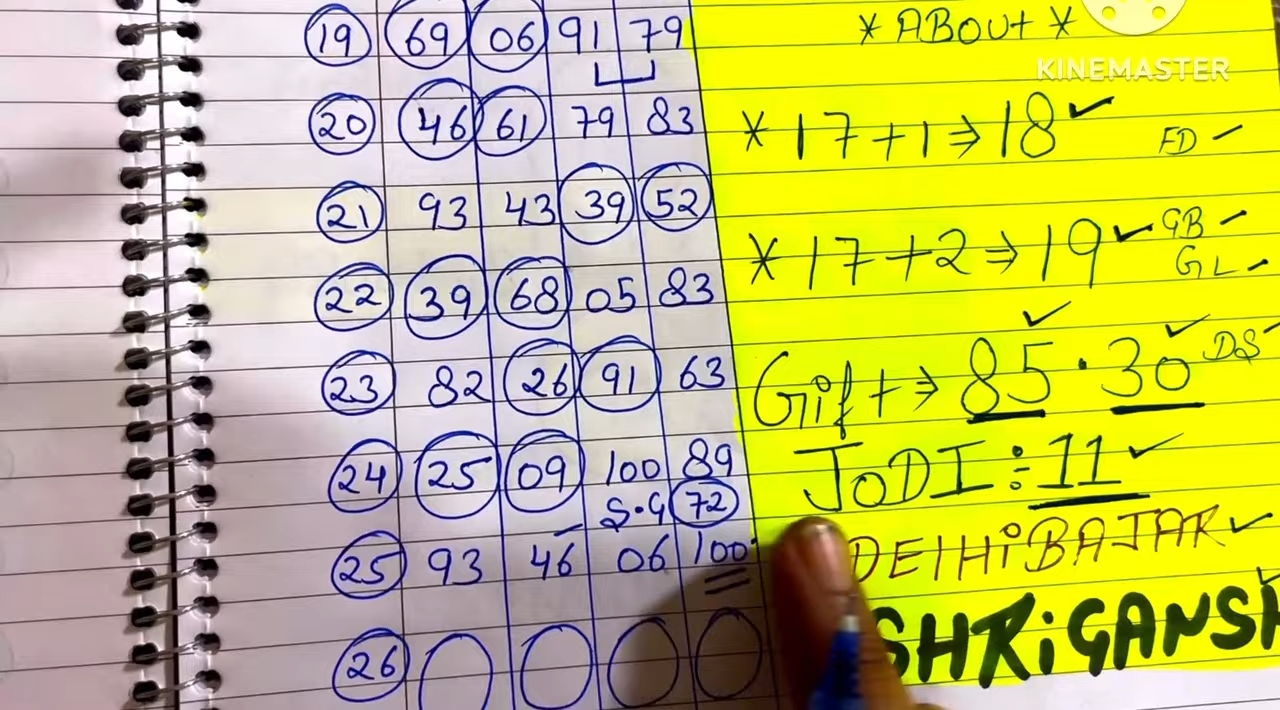 19 69 06 91 79
20 46 61 79 83
21 93 43 39 52
22 39 68 05 83
23 82 26 91 63
24 25 09 100 89
S.G 72
25 93 46 06 100
26
* ABOUt *
KINEMASTER
* 17+1⇒18✓
FD
* 17+2⇒19✓ GB
GL
Gift⇒ 85.30 DS
JODI÷11✓
DElHiBAJAR✓
SHRiGANSH